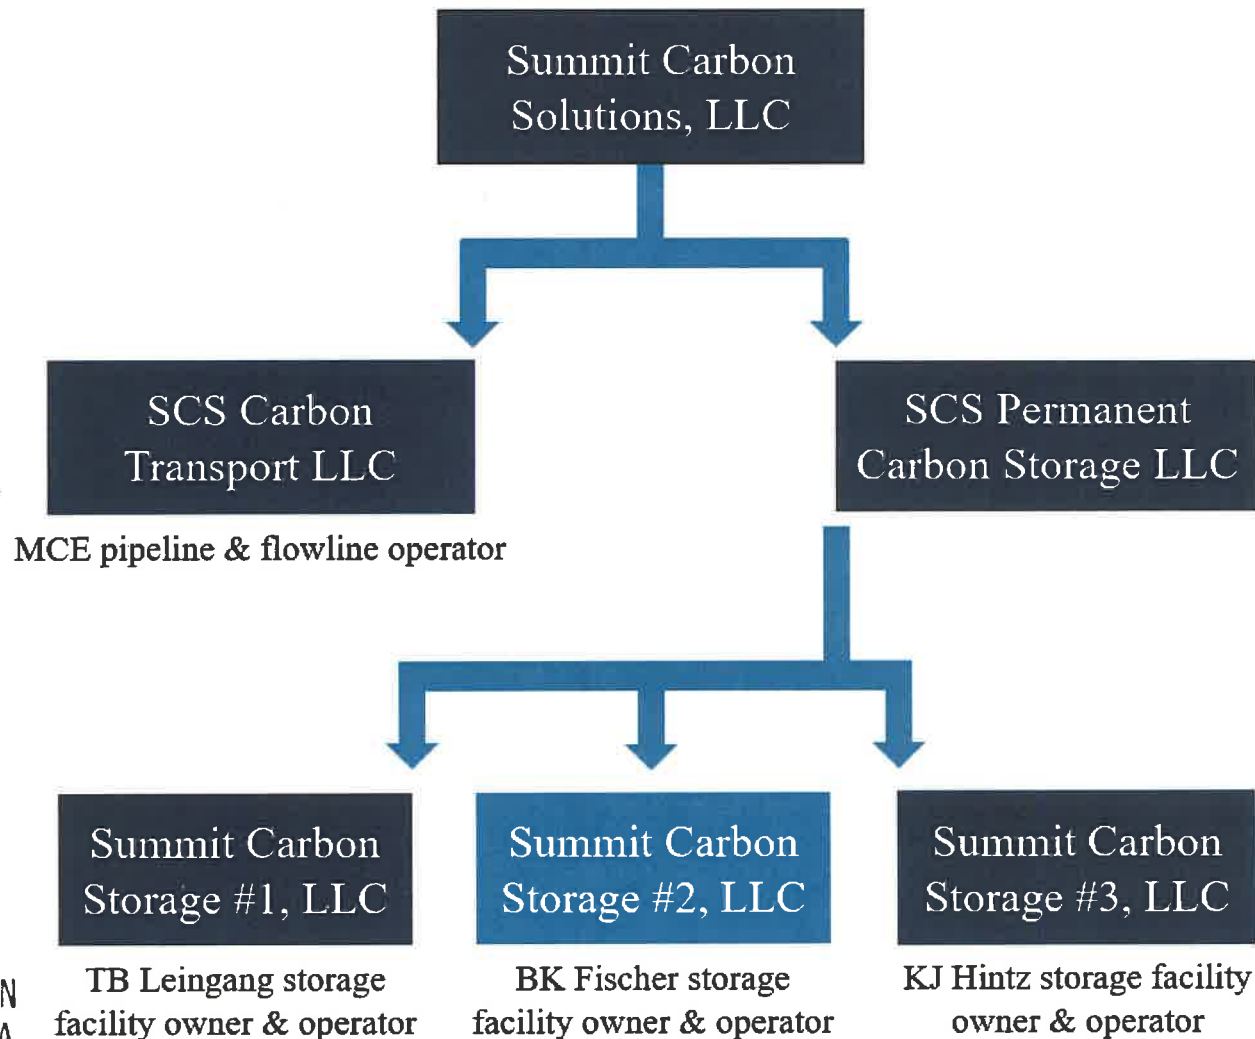 Summit Carbon
Solutions, LLC
SCS Carbon
Transport LLC
SCS Permanent
Carbon Storage LLC
MCE pipeline & flowline operator
Summit Carbon
Storage #1, LLC
Summit Carbon
Storage #2, LLC
Summit Carbon
Storage #3, LLC
TB Leingang storage
facility owner & operator
BK Fischer storage
facility owner & operator
KJ Hintz storage facility
owner & operator
N